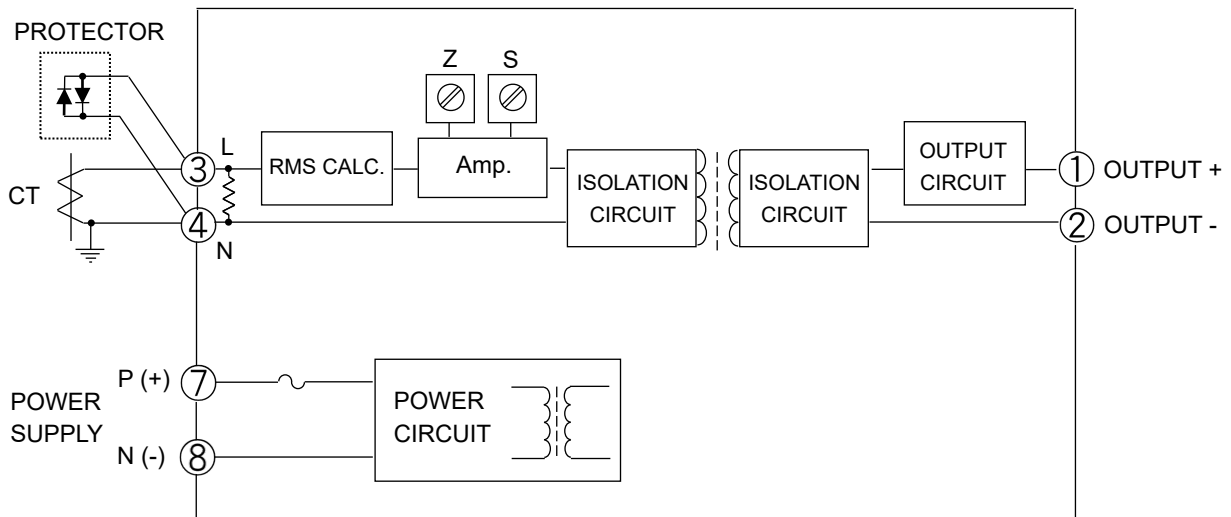 PROTECTOR
CT
3
L
4
N
RMS CALC.
Z
S
Amp.
ISOLATION
CIRCUIT
ISOLATION
CIRCUIT
OUTPUT
CIRCUIT
1
OUTPUT +
2
OUTPUT -
POWER
SUPPLY
P (+)
7
N (-)
8
POWER
CIRCUIT